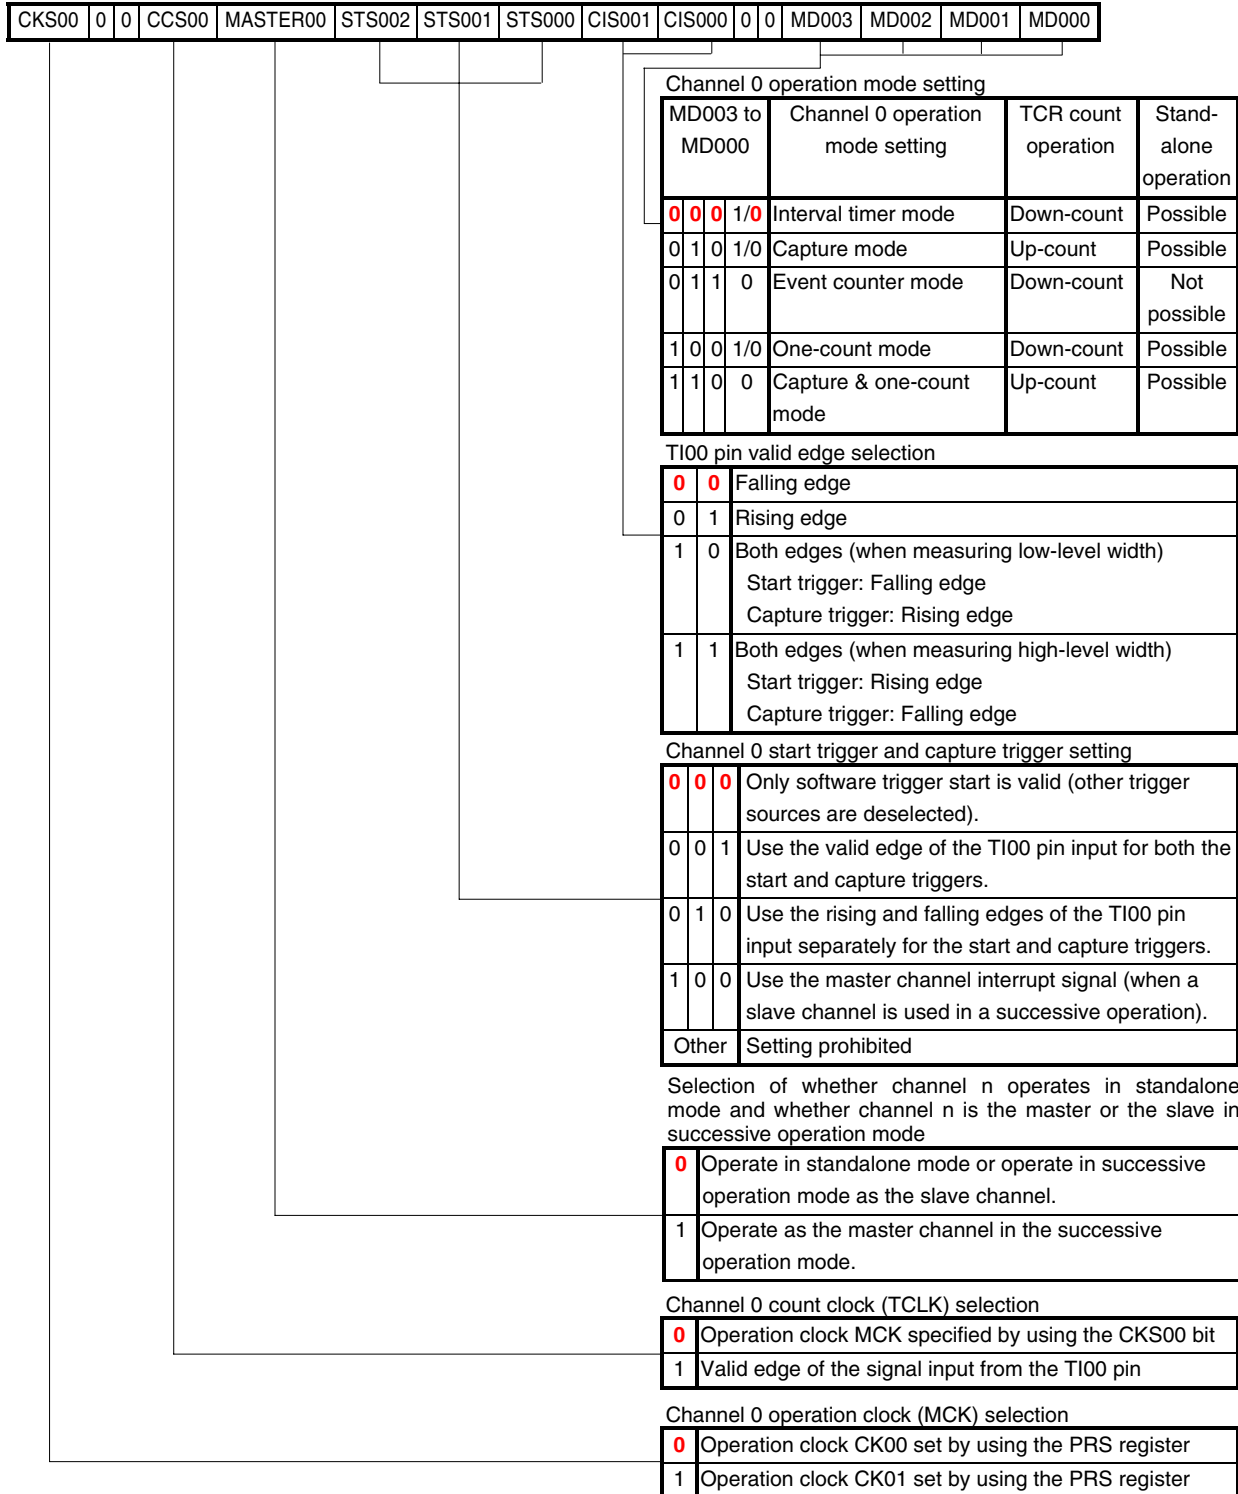 CKS00 0 0 CCS00 MASTER00 STS002 STS001 STS000 CIS001 CIS000 0 0 MD003 MD002 MD001 MD000
Channel 0 operation mode setting
MD003 to MD000 Channel 0 operation mode setting TCR count operation Stand-alone operation
0 0 0 1/0 Interval timer mode Down-count Possible
0 1 0 1/0 Capture mode Up-count Possible
0 1 1 0 Event counter mode Down-count Not possible
1 0 0 1/0 One-count mode Down-count Possible
1 1 0 0 Capture & one-count mode Up-count Possible
TI00 pin valid edge selection
0 0 Falling edge
0 1 Rising edge
1 0 Both edges (when measuring low-level width)
Start trigger: Falling edge
Capture trigger: Rising edge
1 1 Both edges (when measuring high-level width)
Start trigger: Rising edge
Capture trigger: Falling edge
Channel 0 start trigger and capture trigger setting
0 0 0 Only software trigger start is valid (other trigger
sources are deselected).
0 0 1 Use the valid edge of the TI00 pin input for both the
start and capture triggers.
0 1 0 Use the rising and falling edges of the TI00 pin
input separately for the start and capture triggers.
1 0 0 Use the master channel interrupt signal (when a
slave channel is used in a successive operation).
Other Setting prohibited
Selection of whether channel n operates in standalone
mode and whether channel n is the master or the slave in
successive operation mode
0 Operate in standalone mode or operate in successive
operation mode as the slave channel.
1 Operate as the master channel in the successive
operation mode.
Channel 0 count clock (TCLK) selection
0 Operation clock MCK specified by using the CKS00 bit
1 Valid edge of the signal input from the TI00 pin
Channel 0 operation clock (MCK) selection
0 Operation clock CK00 set by using the PRS register
1 Operation clock CK01 set by using the PRS register